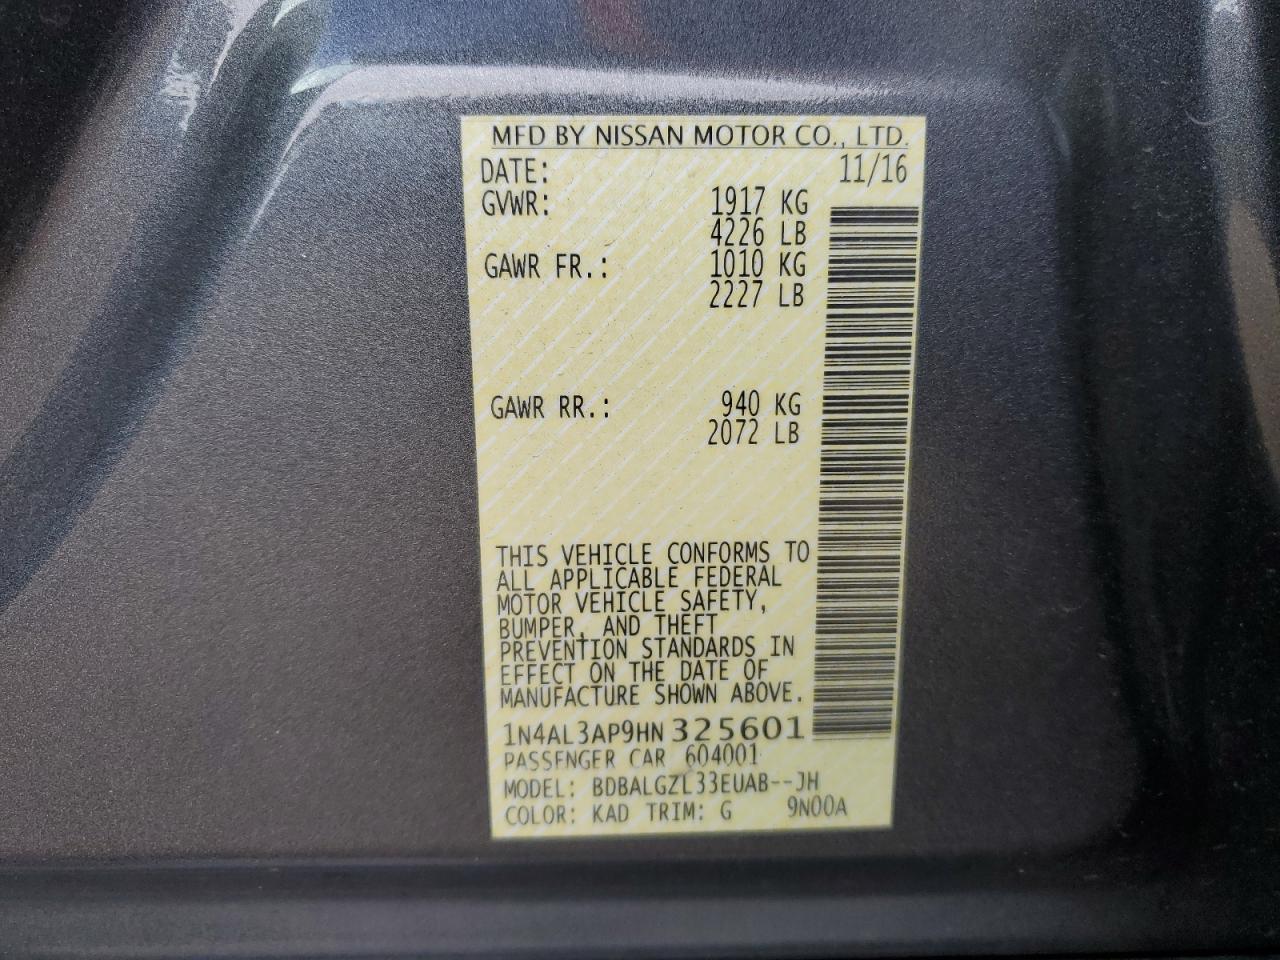 MFD BY NISSAN MOTOR CO., LTD.
DATE: 11/16
GVWR: 1917 KG
4226 LB
GAWR FR.: 1010 KG
2227 LB
GAWR RR.: 940 KG
2072 LB
THIS VEHICLE CONFORMS TO
ALL APPLICABLE FEDERAL
MOTOR VEHICLE SAFETY,
BUMPER, AND THEFT
PREVENTION STANDARDS IN
EFFECT ON THE DATE OF
MANUFACTURE SHOWN ABOVE.
1N4AL3AP9HN 325601
PASSENGER CAR 604001
MODEL: BDBALGZL33EUAB--JH
COLOR: KAD TRIM: G 9N00A